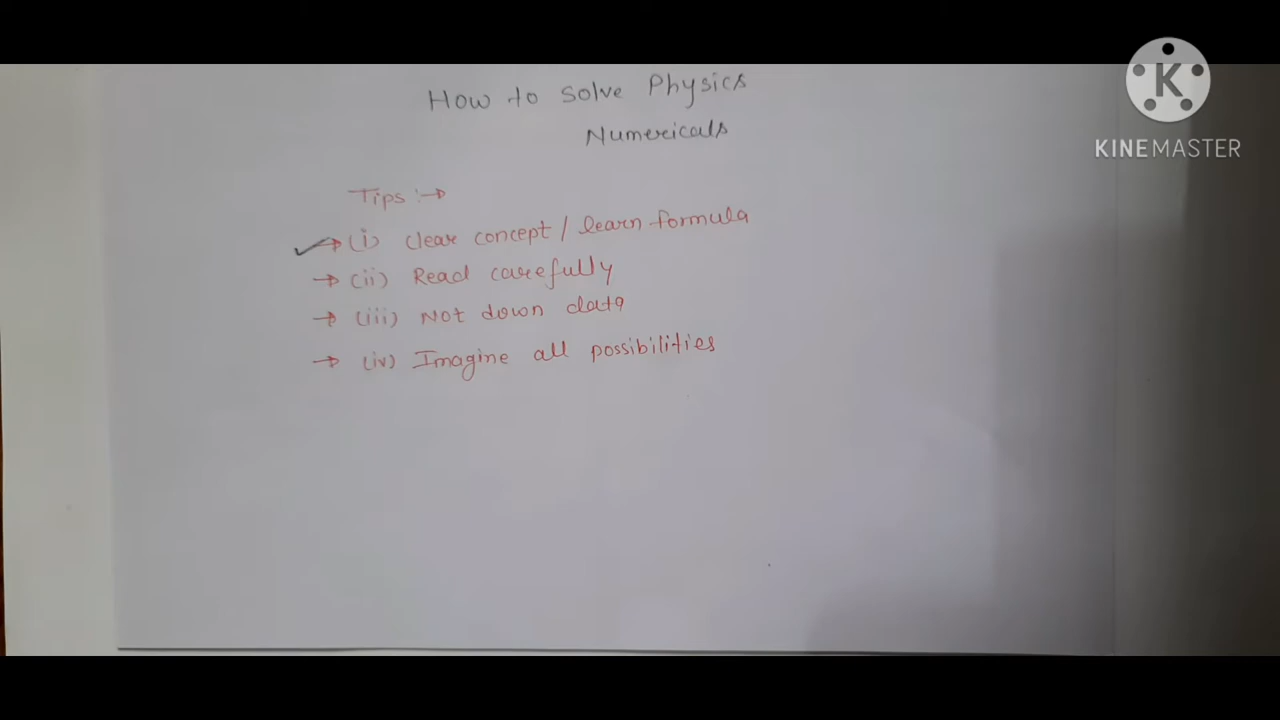 How to solve Physics
Numericals
K
KINEMASTER
Tips :→
→ (i) clear concept / learn formula
→ (ii) Read carefully
→ (iii) Not down data
→ (iv) Imagine all possibilities